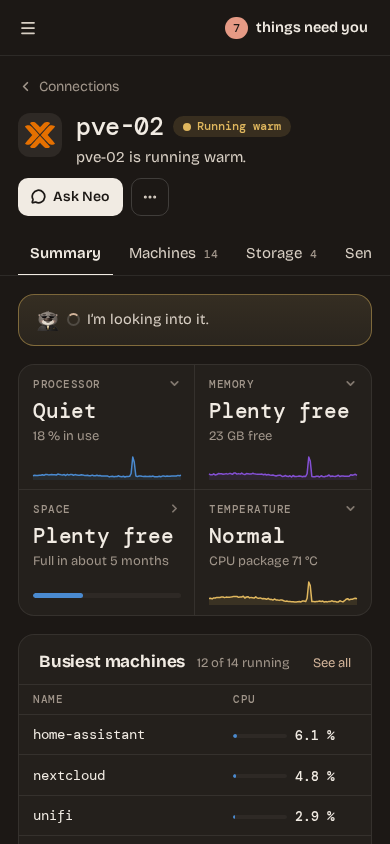 7 things need you
Connections
pve-02 Running warm
pve-02 is running warm.
Ask Neo
Summary Machines 14 Storage 4 Sen
I'm looking into it.
PROCESSOR
Quiet
18 % in use
MEMORY
Plenty free
23 GB free
SPACE
Plenty free
Full in about 5 months
TEMPERATURE
Normal
CPU package 71 °C
Busiest machines 12 of 14 running See all
NAME CPU
home-assistant 6.1 %
nextcloud 4.8 %
unifi 2.9 %